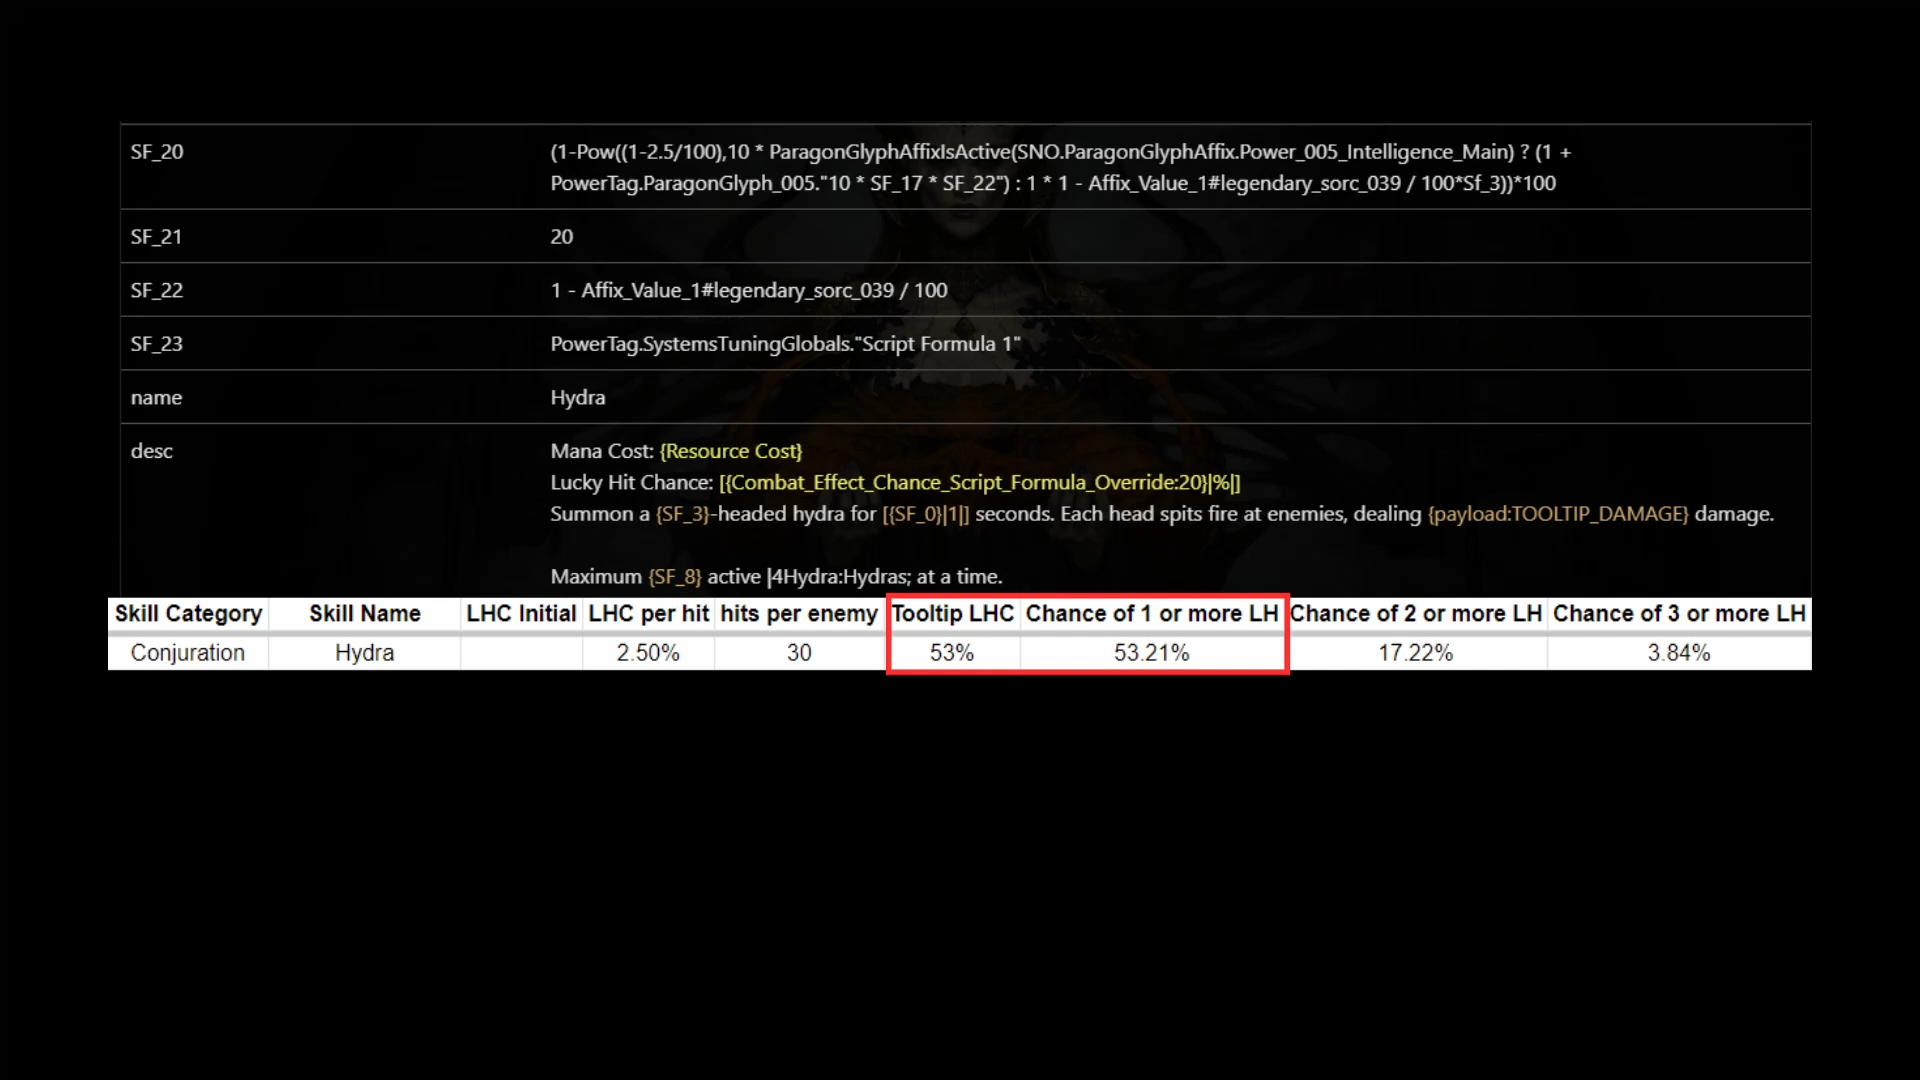 SF_20 (1-Pow((1-2.5/100),10 * ParagonGlyphAffixIsActive(SNO.ParagonGlyphAffix.Power_005_Intelligence_Main) ? (1 +
PowerTag.ParagonGlyph_005."10 * SF_17 * SF_22") : 1 * 1 - Affix_Value_1#legendary_sorc_039 / 100*Sf_3))*100
SF_21 20
SF_22 1 - Affix_Value_1#legendary_sorc_039 / 100
SF_23 PowerTag.SystemsTuningGlobals."Script Formula 1"
name Hydra
desc Mana Cost: {Resource Cost}
Lucky Hit Chance: [{Combat_Effect_Chance_Script_Formula_Override:20}|%|]
Summon a {SF_3}-headed hydra for [{SF_0}|1|] seconds. Each head spits fire at enemies, dealing {payload:TOOLTIP_DAMAGE} damage.
Maximum {SF_8} active |4Hydra:Hydras; at a time.
Skill Category Skill Name LHC Initial LHC per hit hits per enemy Tooltip LHC Chance of 1 or more LH Chance of 2 or more LH Chance of 3 or more LH
Conjuration Hydra 2.50% 30 53% 53.21% 17.22% 3.84%